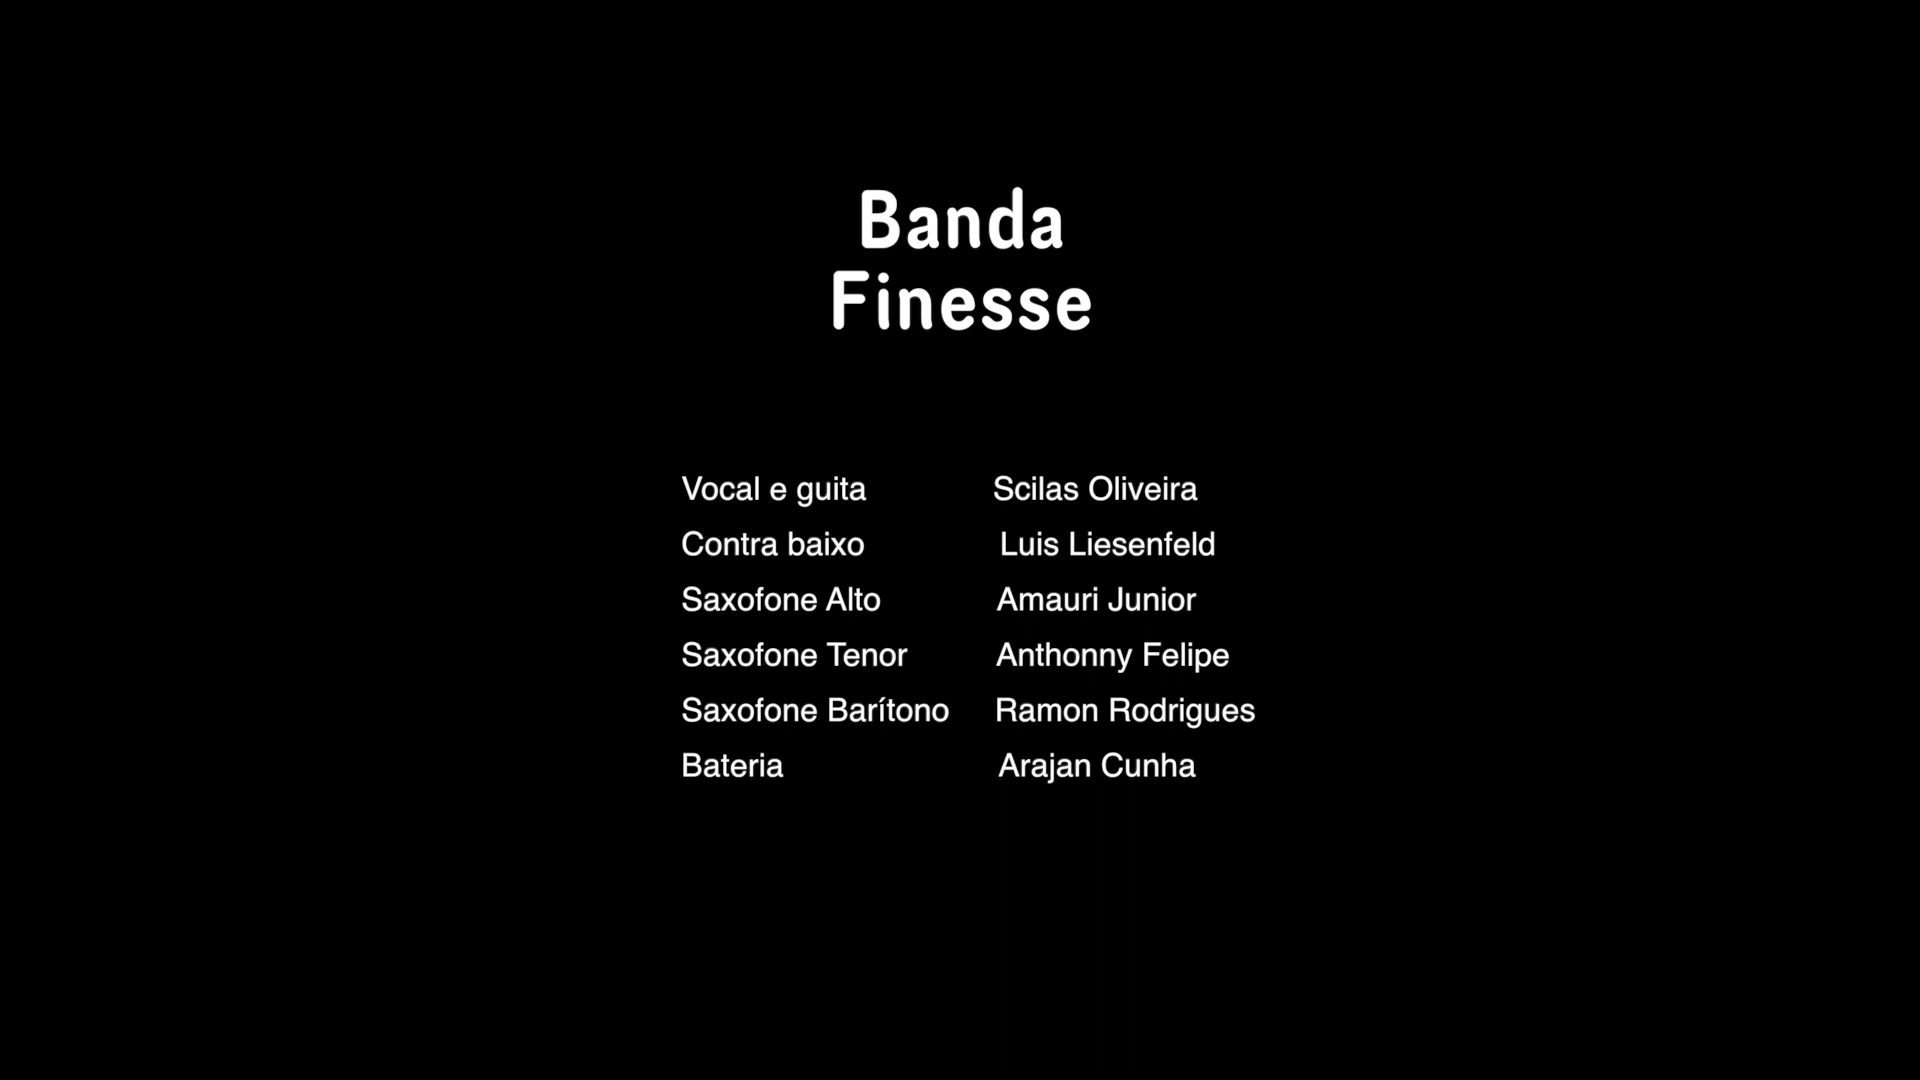 Banda
Finesse
Vocal e guita Scilas Oliveira
Contra baixo Luis Liesenfeld
Saxofone Alto Amauri Junior
Saxofone Tenor Anthonny Felipe
Saxofone Barítono Ramon Rodrigues
Bateria Arajan Cunha